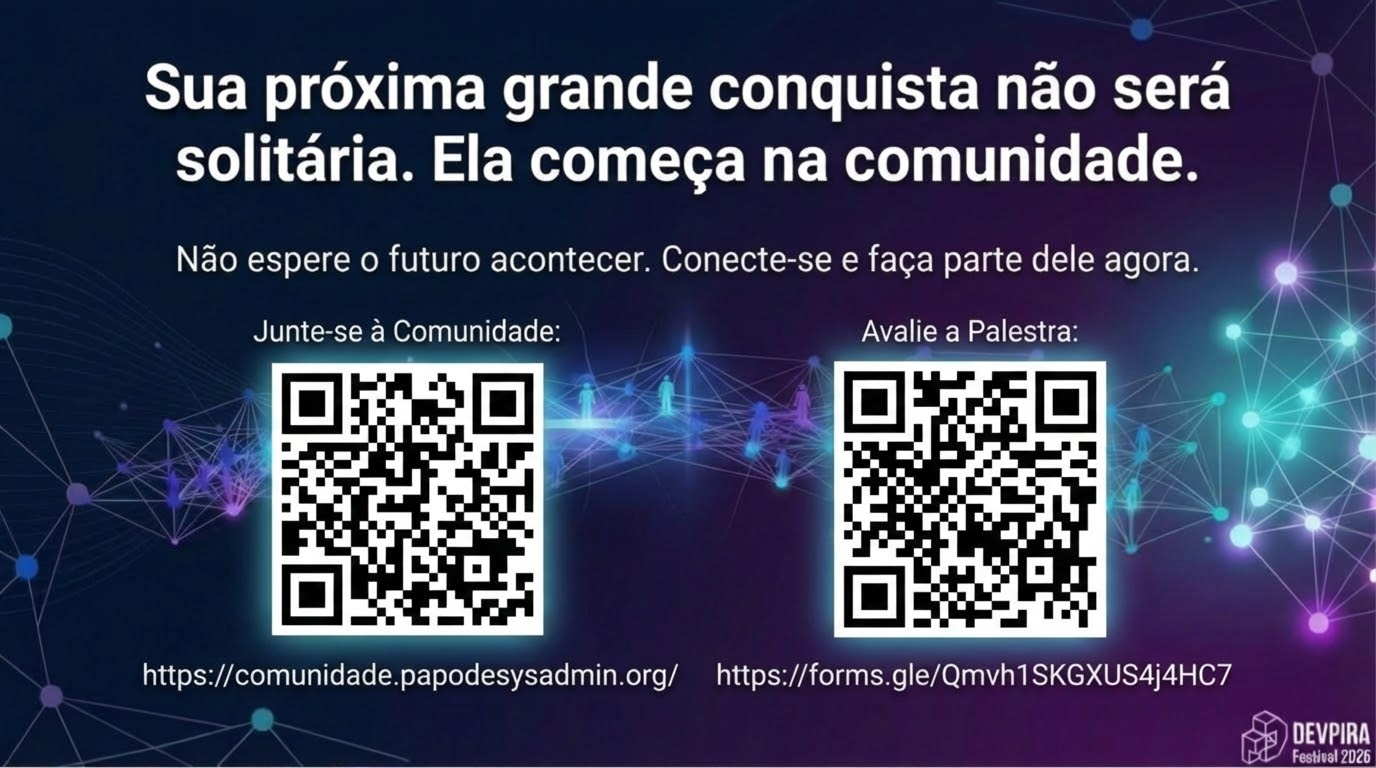 Sua próxima grande conquista não será
solitária. Ela começa na comunidade.
Não espere o futuro acontecer. Conecte-se e faça parte dele agora.
Junte-se à Comunidade:
Avalie a Palestra:
https://comunidade.papodesysadmin.org/
https://forms.gle/Qmvh1SKGXUS4j4HC7
DEVPIRA
Festival 2026